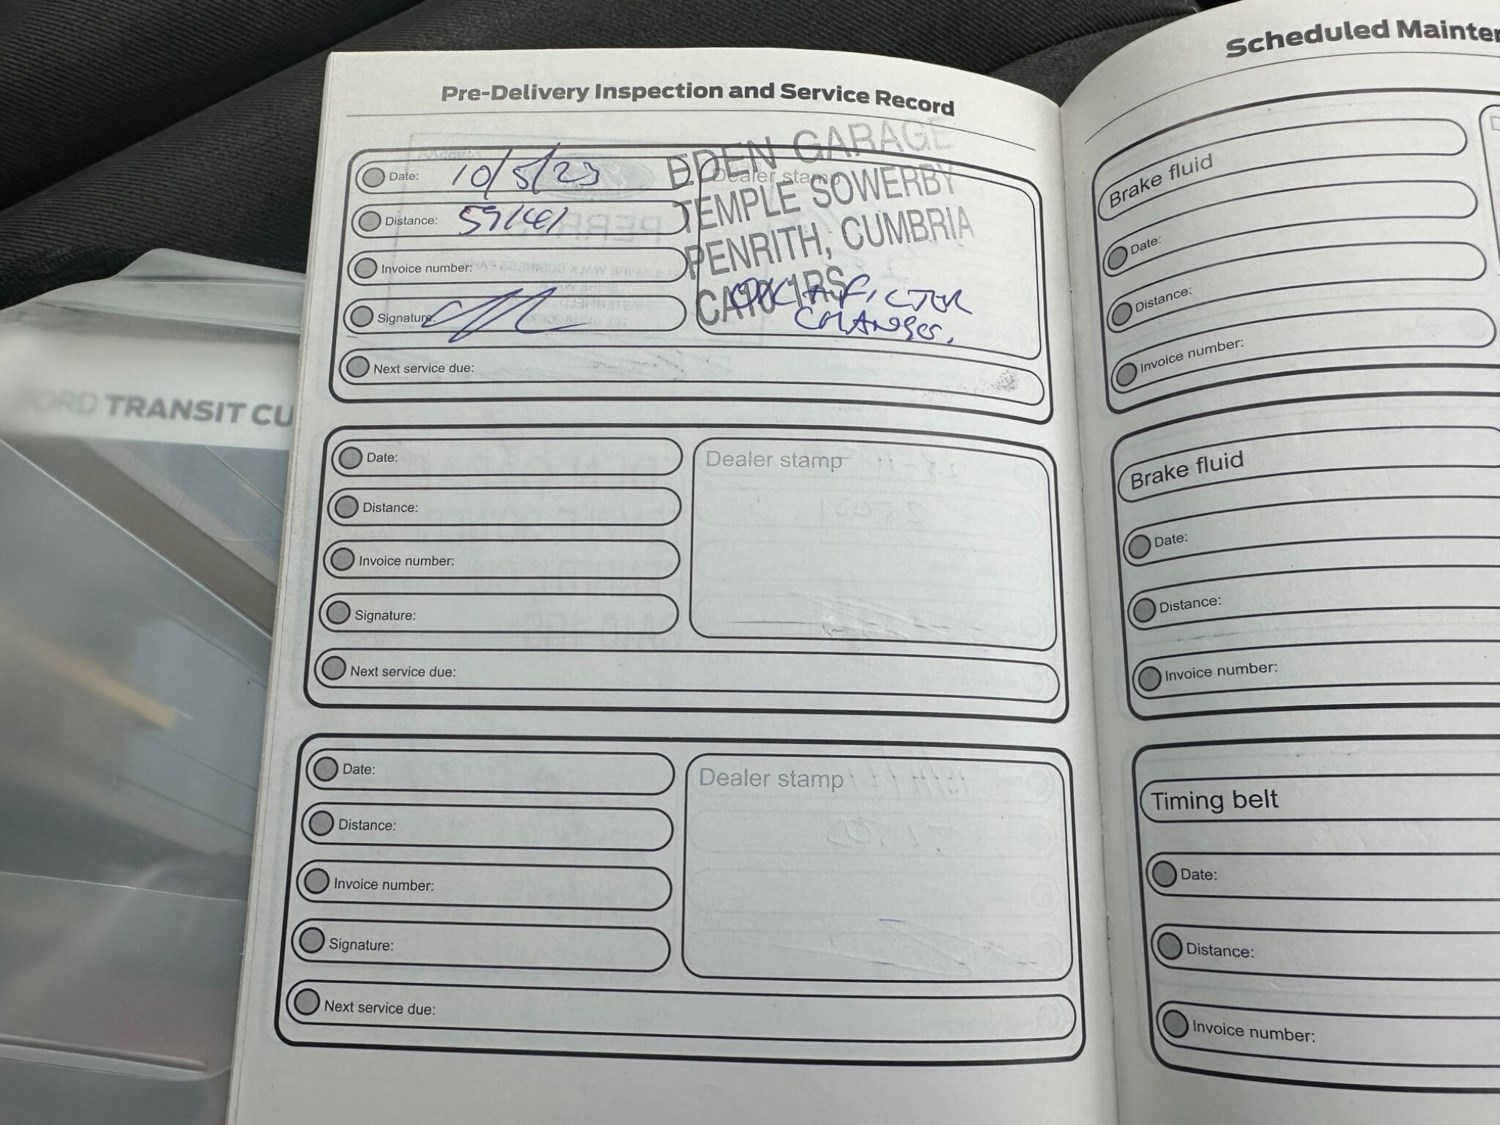 Pre-Delivery Inspection and Service Record
Date: 10/5/23
Distance:
Invoice number:
Signature:
Next service due:
Dealer stamp
EDEN GARAGE
TEMPLE SOWERBY
PENRITH, CUMBRIA
CA10 1RS
FILTER
CHANGES.
Date:
Distance:
Invoice number:
Signature:
Next service due:
Dealer stamp
Date:
Distance:
Invoice number:
Signature:
Next service due:
Dealer stamp
Scheduled Mainte
Brake fluid
Date:
Distance:
Invoice number:
Brake fluid
Date:
Distance:
Invoice number:
Timing belt
Date:
Distance:
Invoice number:
FORD TRANSIT CU